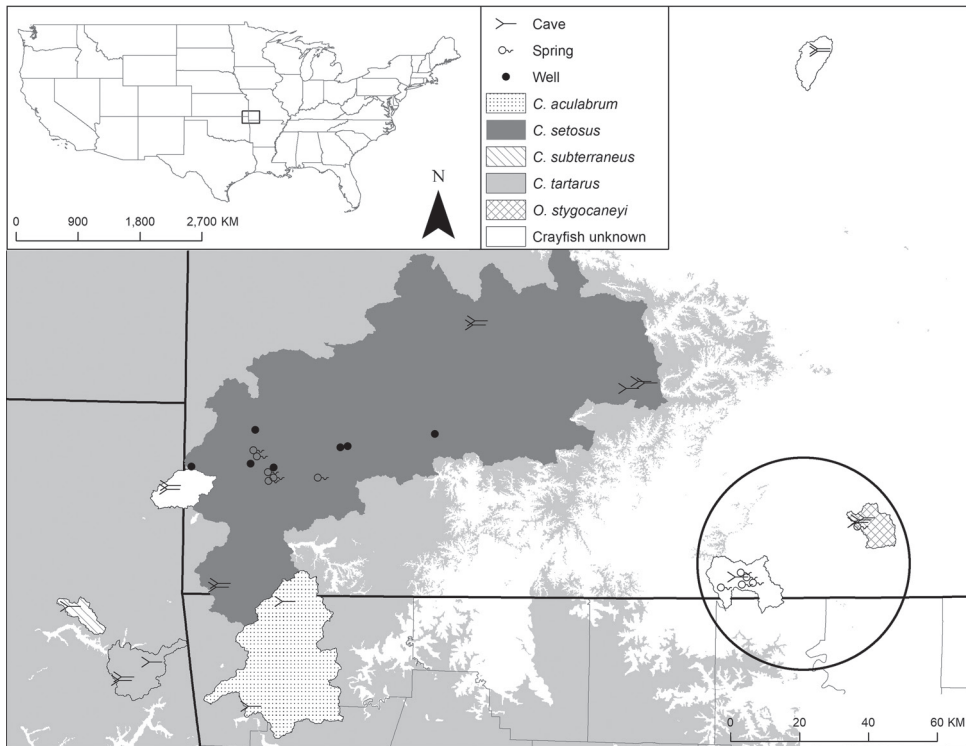 Cave
Spring
Well
C. aculabrum
C. setosus
C. subterraneus
C. tartarus
O. stygocaneyi
Crayfish unknown
N
0 900 1,800 2,700 KM
0 20 40 60 KM